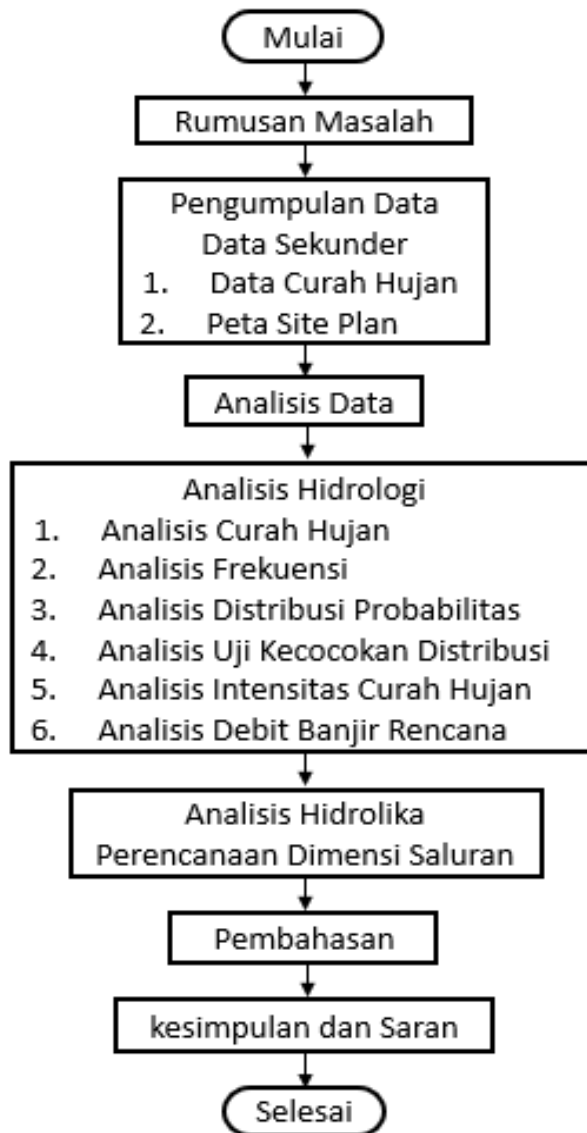 Mulai
Rumusan Masalah
Pengumpulan Data
Data Sekunder
1. Data Curah Hujan
2. Peta Site Plan
Analisis Data
Analisis Hidrologi
1. Analisis Curah Hujan
2. Analisis Frekuensi
3. Analisis Distribusi Probabilitas
4. Analisis Uji Kecocokan Distribusi
5. Analisis Intensitas Curah Hujan
6. Analisis Debit Banjir Rencana
Analisis Hidrolika
Perencanaan Dimensi Saluran
Pembahasan
kesimpulan dan Saran
Selesai